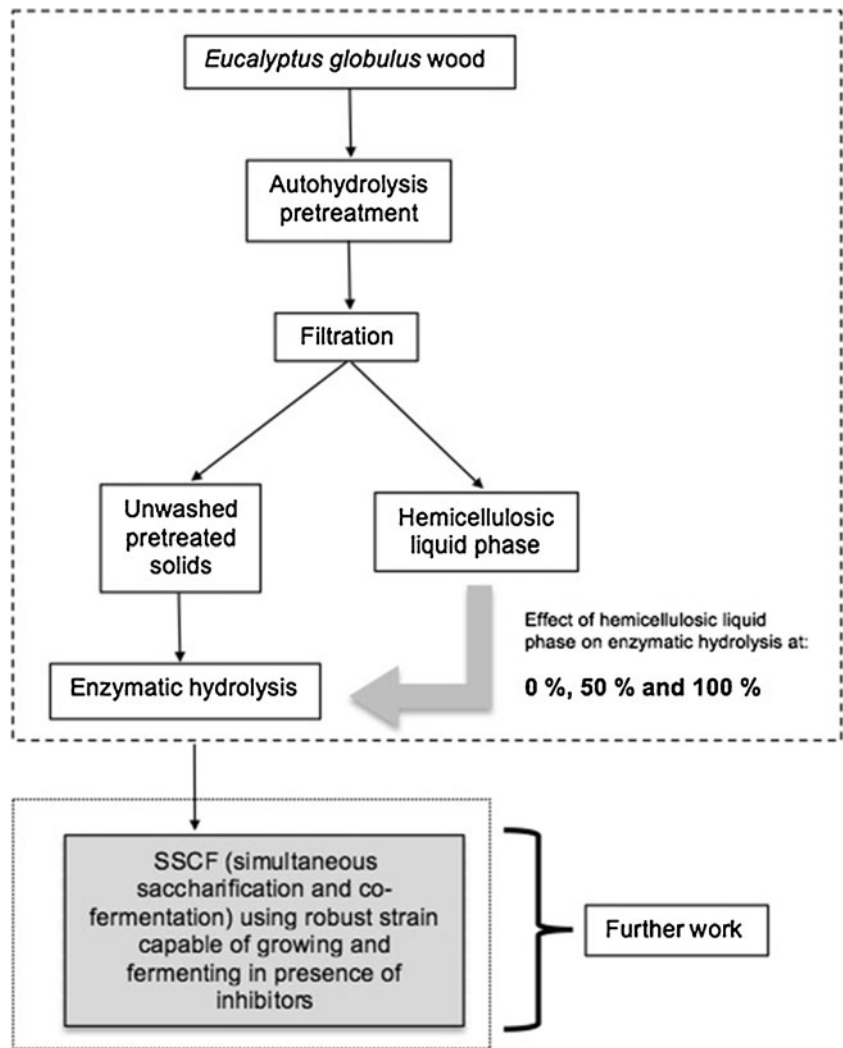 Eucalyptus globulus wood
Autohydrolysis
pretreatment
Filtration
Unwashed
pretreated
solids
Hemicellulosic
liquid phase
Effect of hemicellulosic liquid
phase on enzymatic hydrolysis at:
0 %, 50 % and 100 %
Enzymatic hydrolysis
SSCF (simultaneous
saccharification and co-
fermentation) using robust strain
capable of growing and
fermenting in presence of
inhibitors
Further work